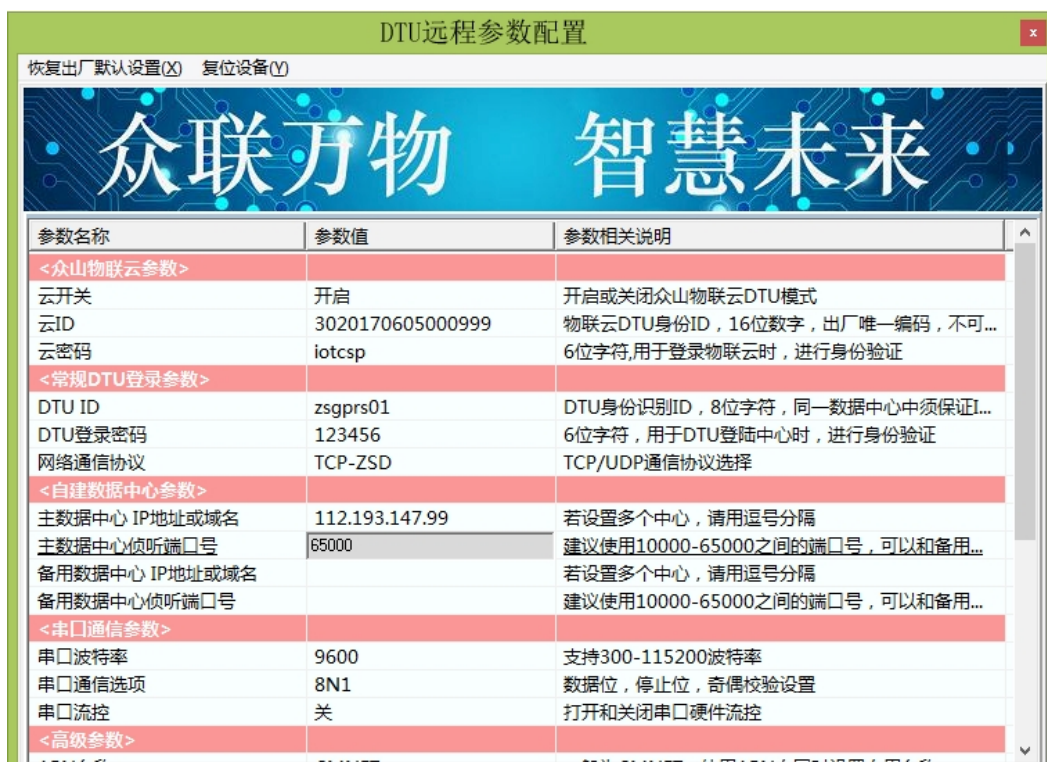 DTU远程参数配置
x
恢复出厂默认设置(X) 复位设备(Y)
众联万物 智慧未来
参数名称 参数值 参数相关说明
<众山物联云参数>
云开关 开启 开启或关闭众山物联云DTU模式
云ID 3020170605000999 物联云DTU身份ID，16位数字，出厂唯一编码，不可...
云密码 iotcsp 6位字符,用于登录物联云时，进行身份验证
<常规DTU登录参数>
DTU ID zsgprs01 DTU身份识别ID，8位字符，同一数据中心中须保证I...
DTU登录密码 123456 6位字符，用于DTU登陆中心时，进行身份验证
网络通信协议 TCP-ZSD TCP/UDP通信协议选择
<自建数据中心参数>
主数据中心 IP地址或域名 112.193.147.99 若设置多个中心，请用逗号分隔
主数据中心侦听端口号 65000 建议使用10000-65000之间的端口号，可以和备用...
备用数据中心 IP地址或域名 若设置多个中心，请用逗号分隔
备用数据中心侦听端口号 建议使用10000-65000之间的端口号，可以和备用...
<串口通信参数>
串口波特率 9600 支持300-115200波特率
串口通信选项 8N1 数据位，停止位，奇偶校验设置
串口流控 关 打开和关闭串口硬件流控
<高级参数>